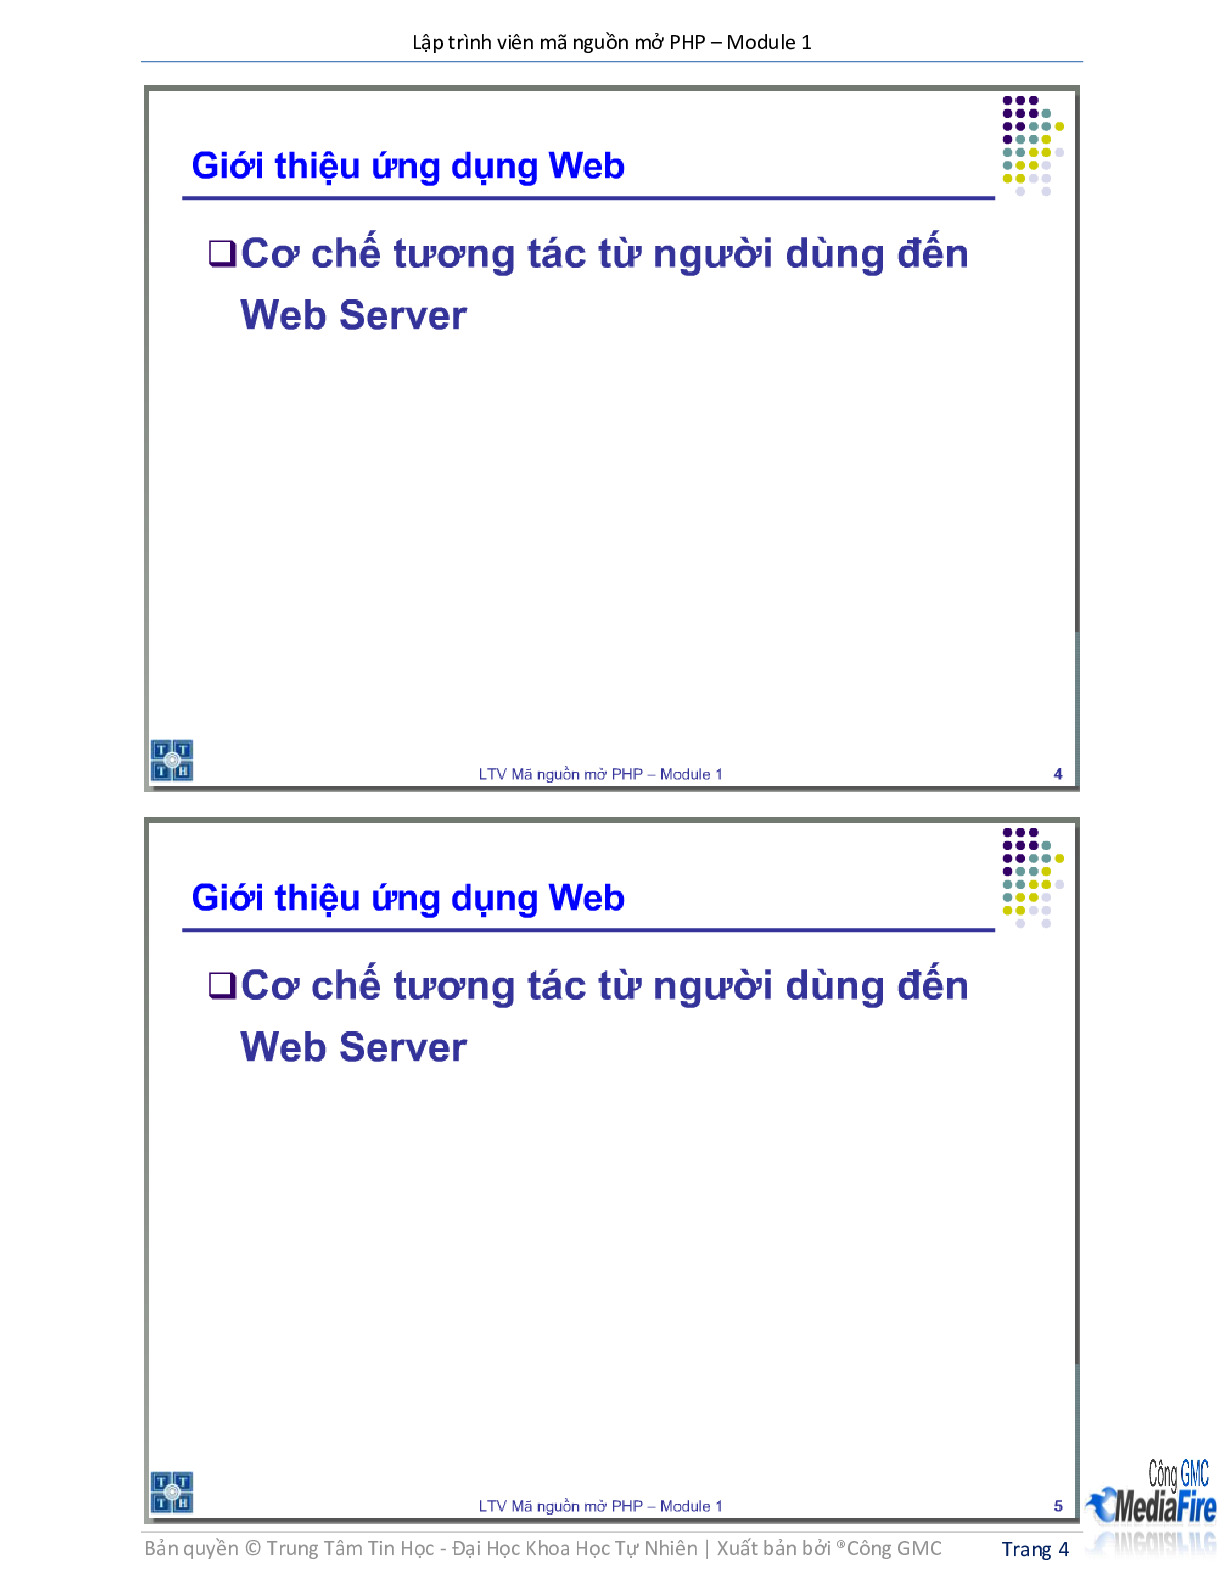 Lập trình viên mã nguồn mở PHP – Module 1
Giới thiệu ứng dụng Web
Cơ chế tương tác từ người dùng đến
Web Server
T T
T H
LTV Mã nguồn mở PHP – Module 1 4
Giới thiệu ứng dụng Web
Cơ chế tương tác từ người dùng đến
Web Server
T T
T H
LTV Mã nguồn mở PHP – Module 1 5
Công GMC
MediaFire
Bản quyền © Trung Tâm Tin Học - Đại Học Khoa Học Tự Nhiên | Xuất bản bởi ®Công GMC Trang 4